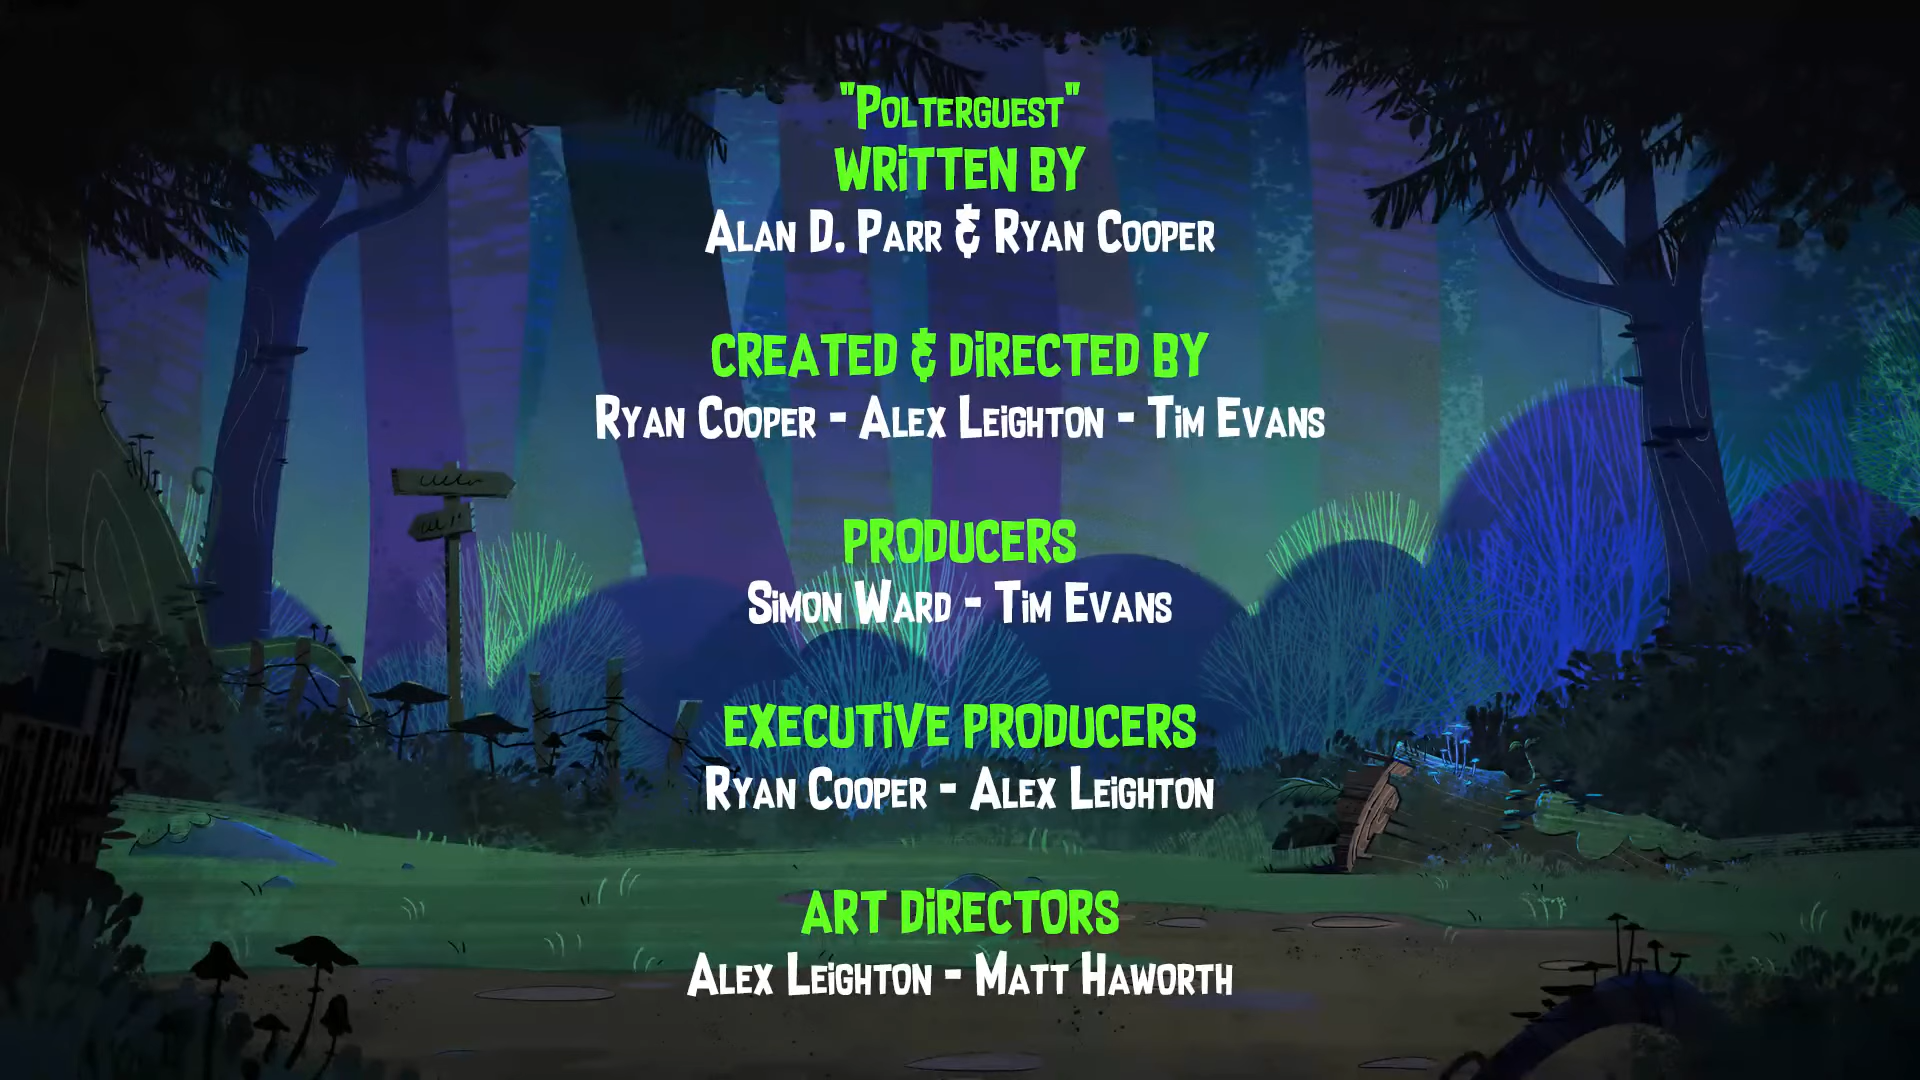 "Polterguest"
WRiTTEN BY
Alan D. Parr & Ryan Cooper
CREATED & DiRECTED BY
Ryan Cooper - Alex Leighton - Tim Evans
PRODUCERS
Simon Ward - Tim Evans
EXECUTiVE PRODUCERS
Ryan Cooper - Alex Leighton
ART DiRECTORS
Alex Leighton - Matt Haworth